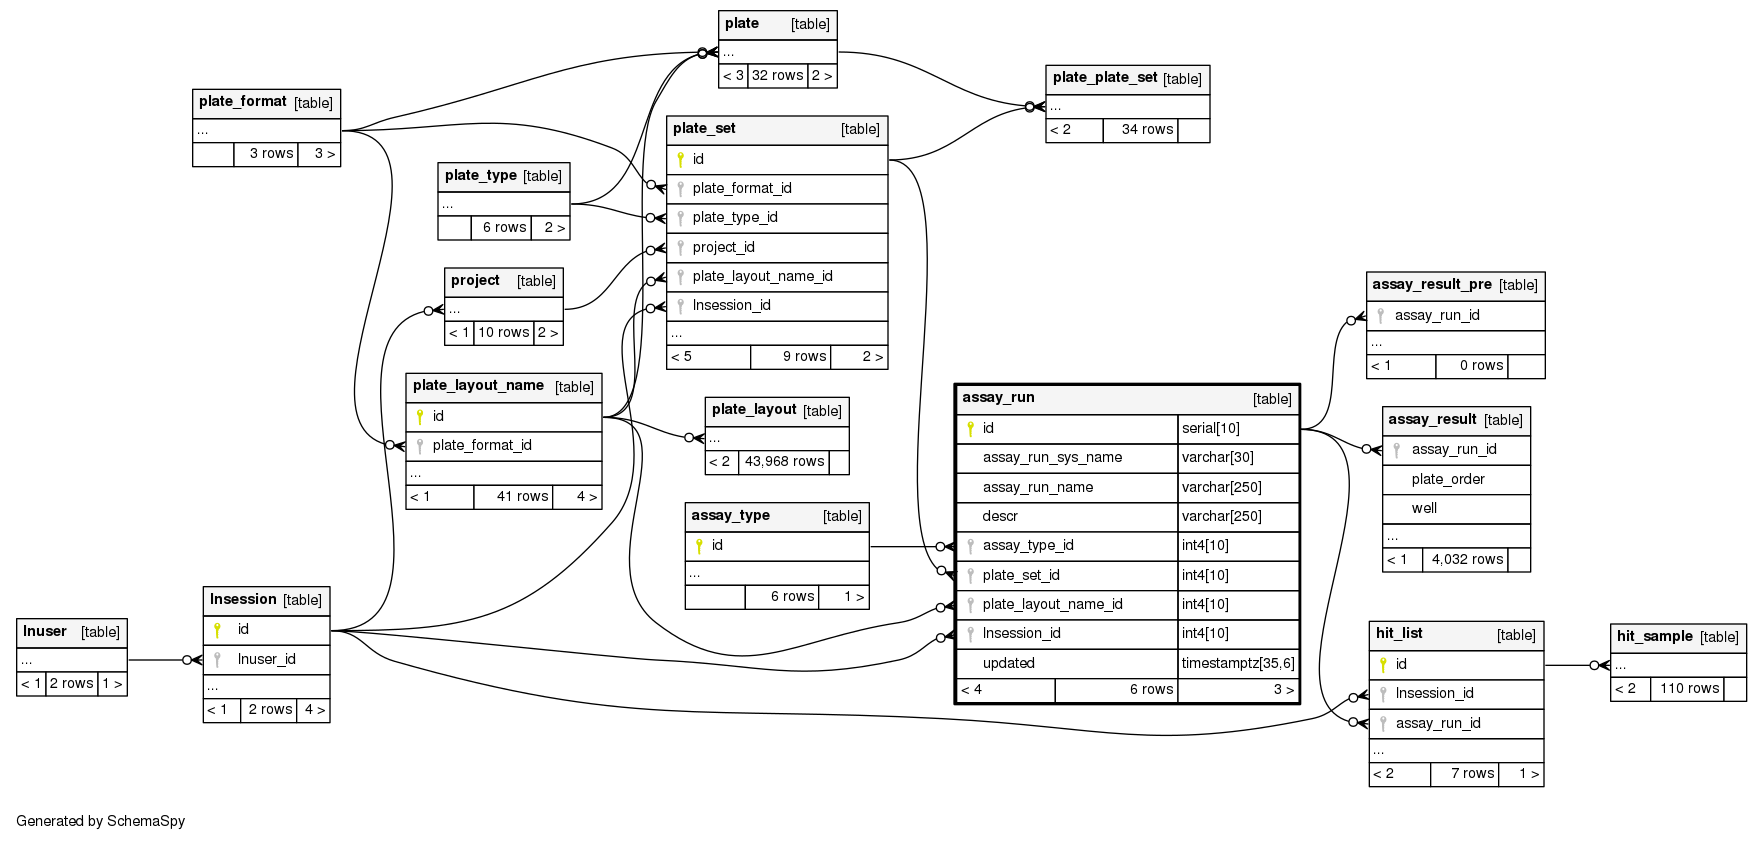 plate [table]
...
< 3 32 rows 2 >
plate_plate_set [table]
...
< 2 34 rows
plate_format [table]
...
3 rows 3 >
plate_set [table]
id
plate_format_id
plate_type_id
project_id
plate_layout_name_id
lnsession_id
...
< 5 9 rows 2 >
plate_type [table]
...
6 rows 2 >
project [table]
...
< 1 10 rows 2 >
plate_layout_name [table]
id
plate_format_id
...
< 1 41 rows 4 >
plate_layout [table]
...
< 2 43,968 rows
assay_type [table]
id
...
6 rows 1 >
assay_run [table]
id serial[10]
assay_run_sys_name varchar[30]
assay_run_name varchar[250]
descr varchar[250]
assay_type_id int4[10]
plate_set_id int4[10]
plate_layout_name_id int4[10]
lnsession_id int4[10]
updated timestamptz[35,6]
< 4 6 rows 3 >
assay_result_pre [table]
assay_run_id
...
< 1 0 rows
assay_result [table]
assay_run_id
plate_order
well
...
< 1 4,032 rows
lnuser [table]
...
< 1 2 rows 1 >
lnsession [table]
id
lnuser_id
...
< 1 2 rows 4 >
hit_list [table]
id
lnsession_id
assay_run_id
...
< 2 7 rows 1 >
hit_sample [table]
...
< 2 110 rows
Generated by SchemaSpy